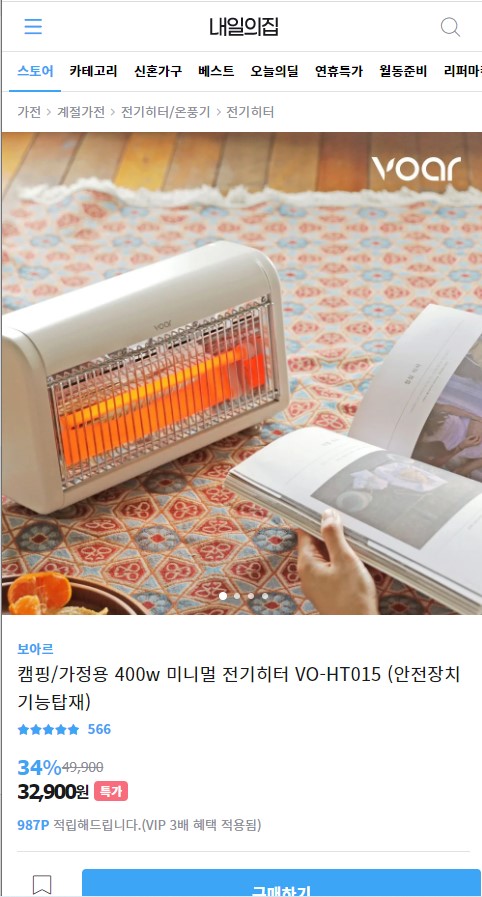 내일의집
스토어 카테고리 신혼가구 베스트 오늘의딜 연휴특가 월동준비 리퍼마
가전 > 계절가전 > 전기히터/온풍기 > 전기히터
voar
voar
보아르
캠핑/가정용 400w 미니멀 전기히터 VO-HT015 (안전장치
기능탑재)
566
34% 49,900
32,900원 특가
987P 적립해드립니다.(VIP 3배 혜택 적용됨)
구매하기